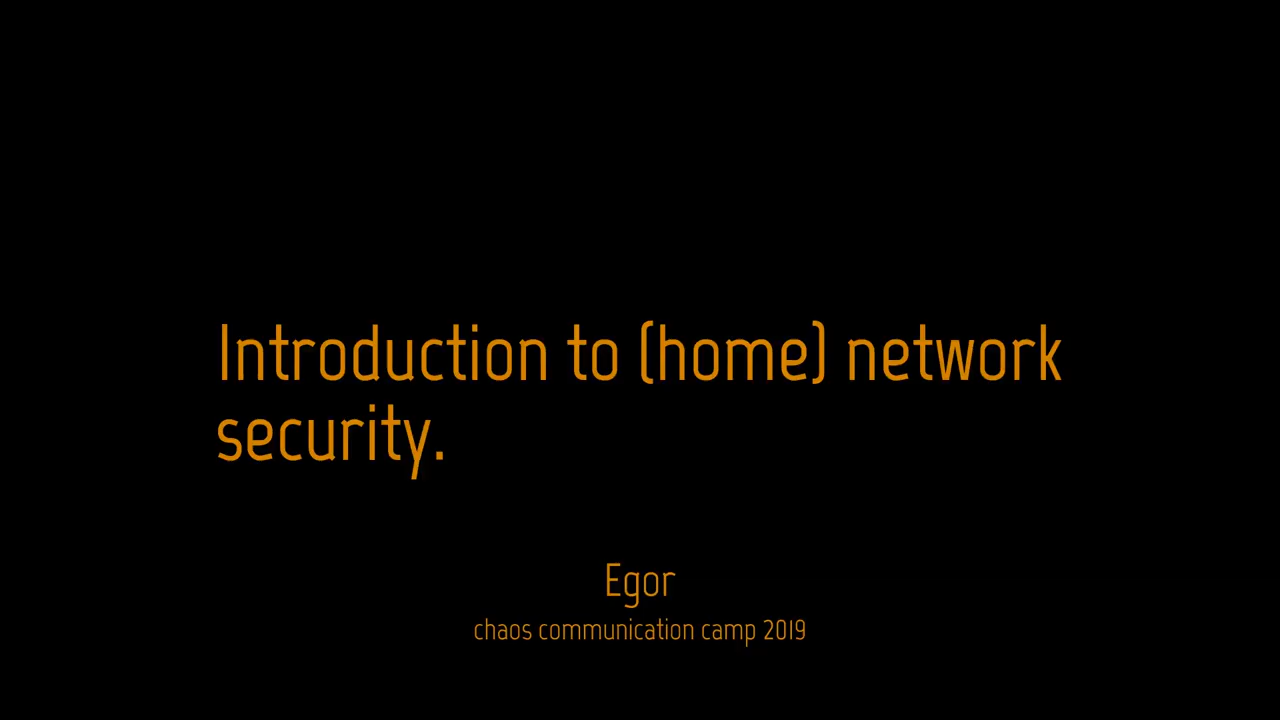 Introduction to (home) network
security.
Egor
chaos communication camp 2019